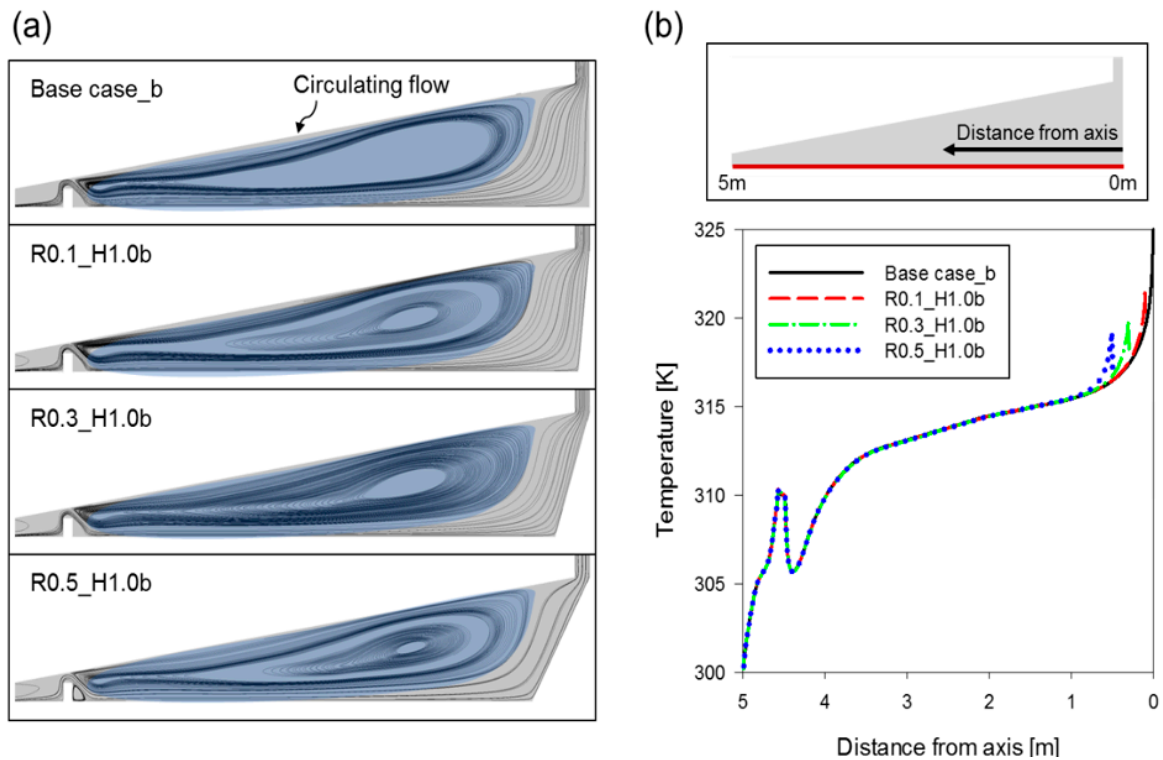 (a)
Base case_b
Circulating flow
R0.1_H1.0b
R0.3_H1.0b
R0.5_H1.0b
(b)
Distance from axis
5m
0m
Base case_b
R0.1_H1.0b
R0.3_H1.0b
R0.5_H1.0b
Temperature [K]
325
320
315
310
305
300
5
4
3
2
1
0
Distance from axis [m]